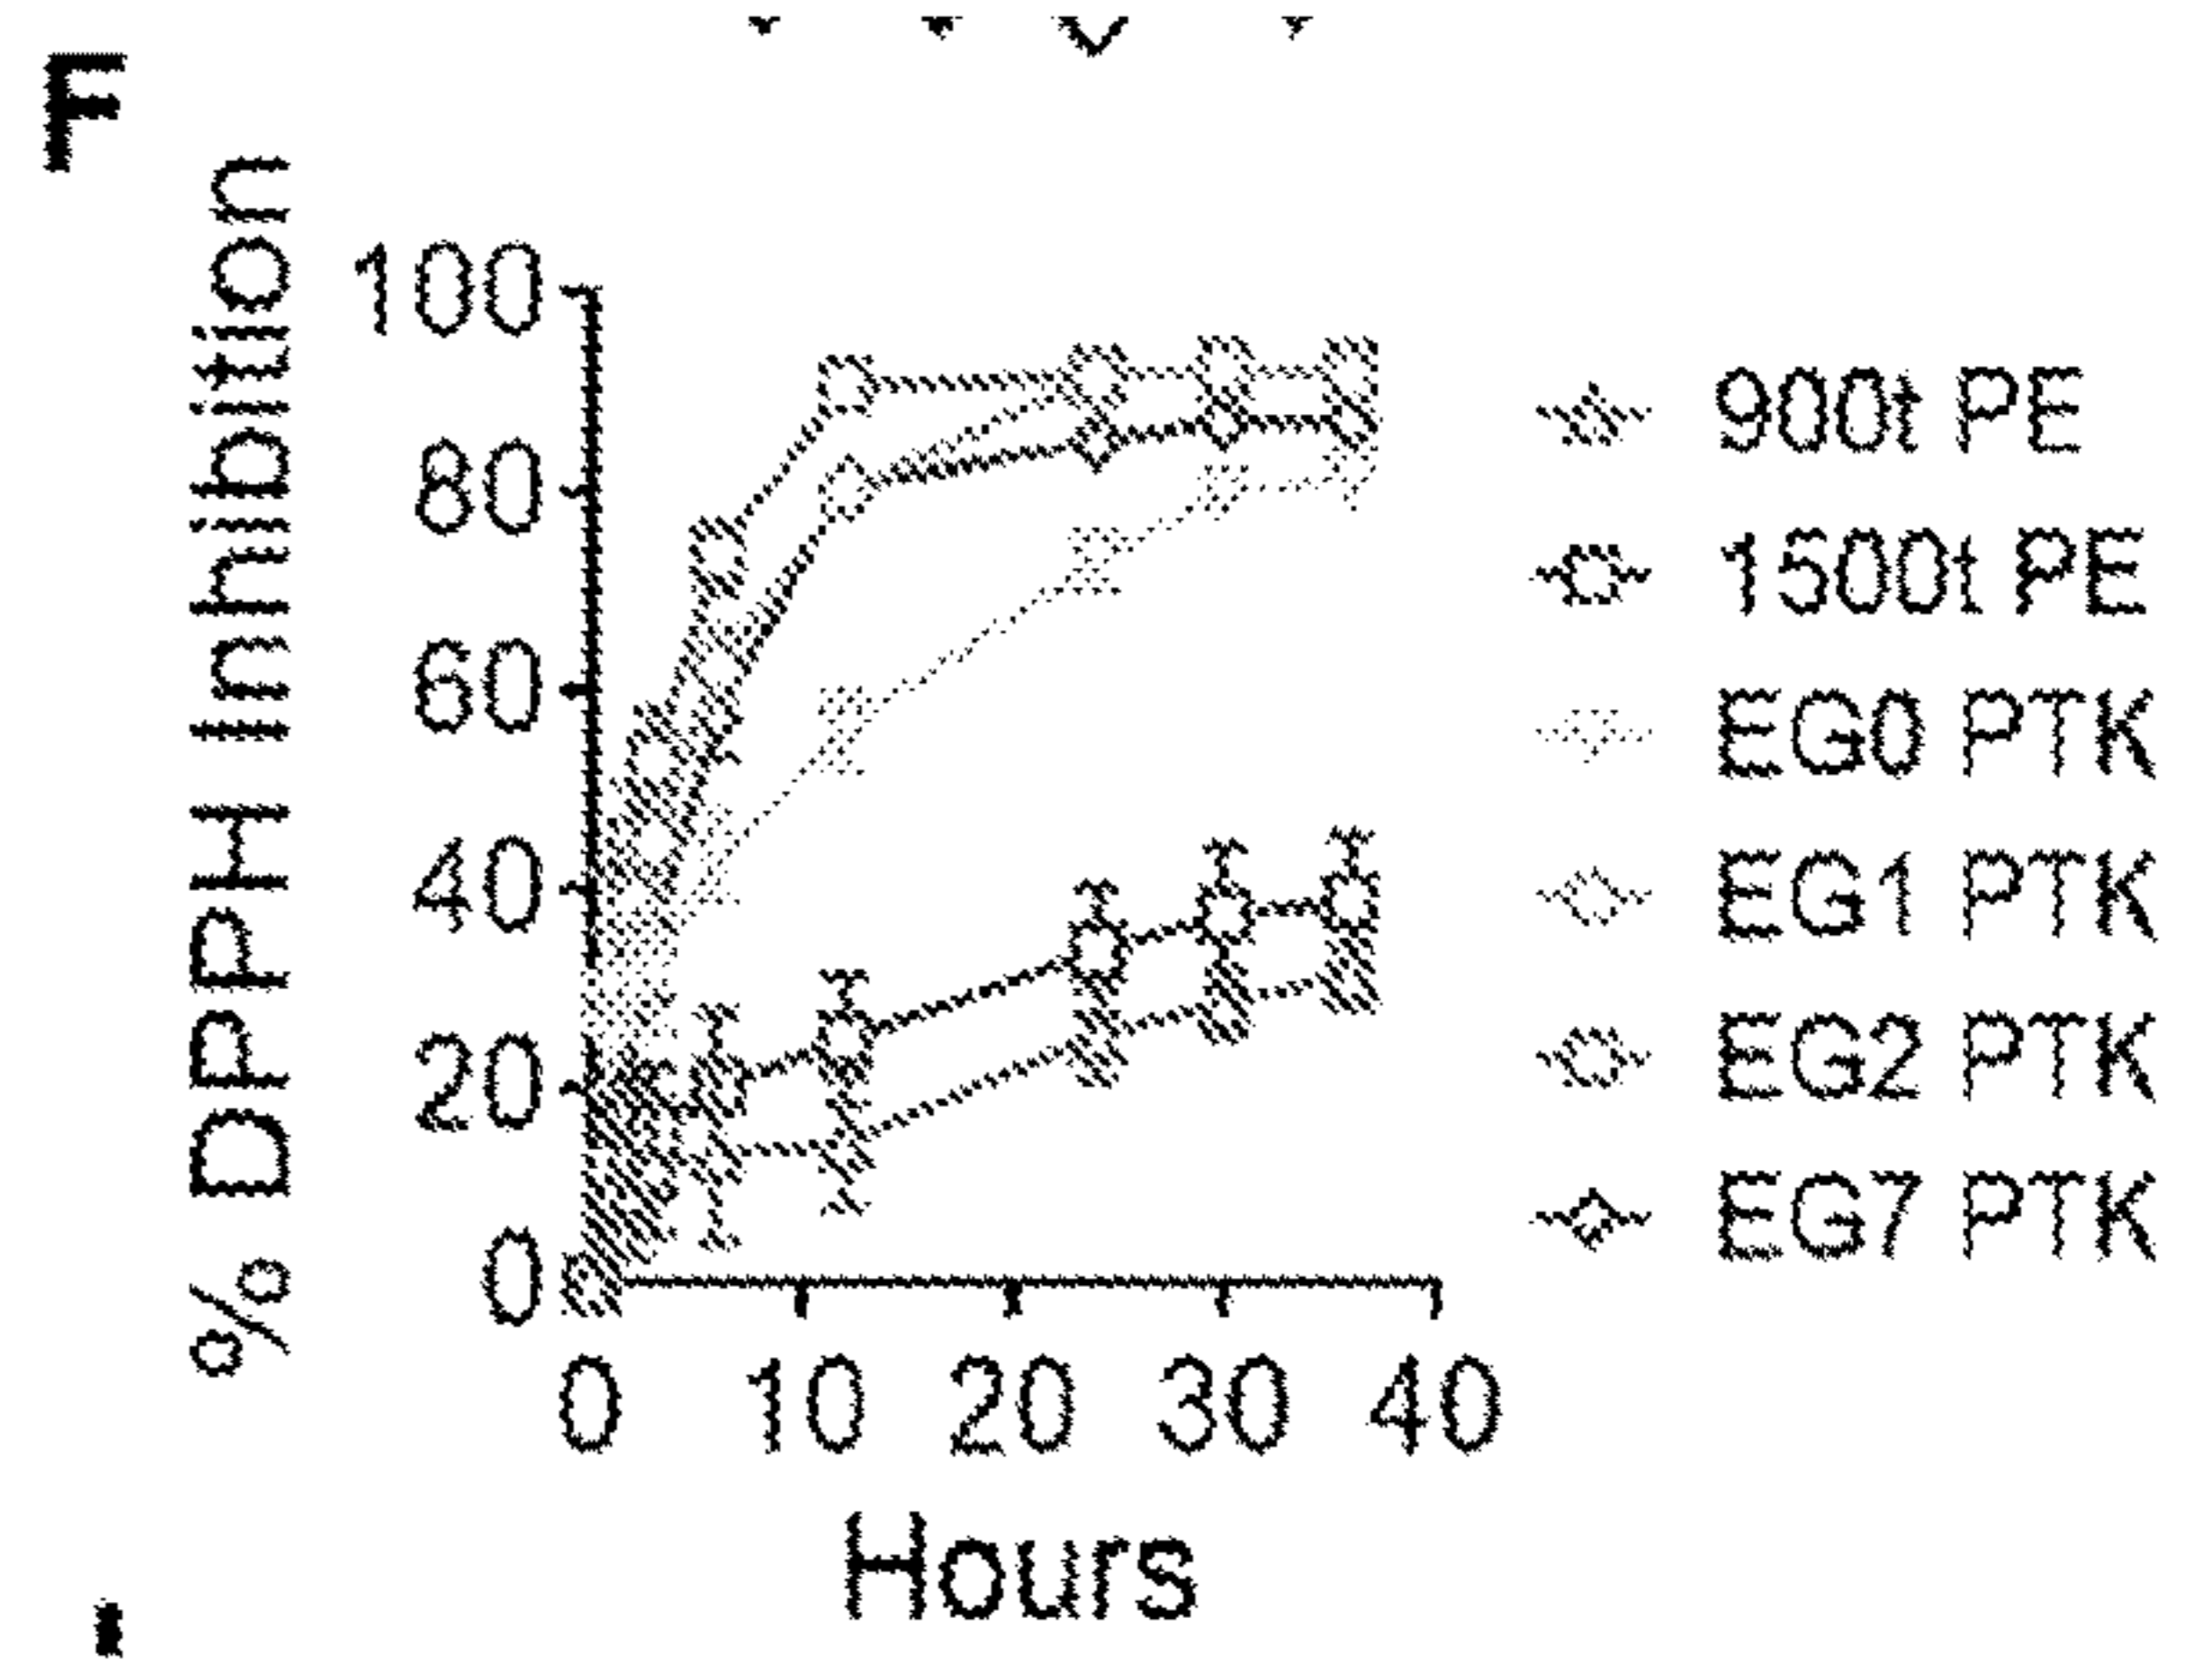 F
% DPPH Inhibition
100
80
60
40
20
0
0 10 20 30 40
Hours
900t PE
1500t PE
EG0 PTK
EG1 PTK
EG2 PTK
EG7 PTK